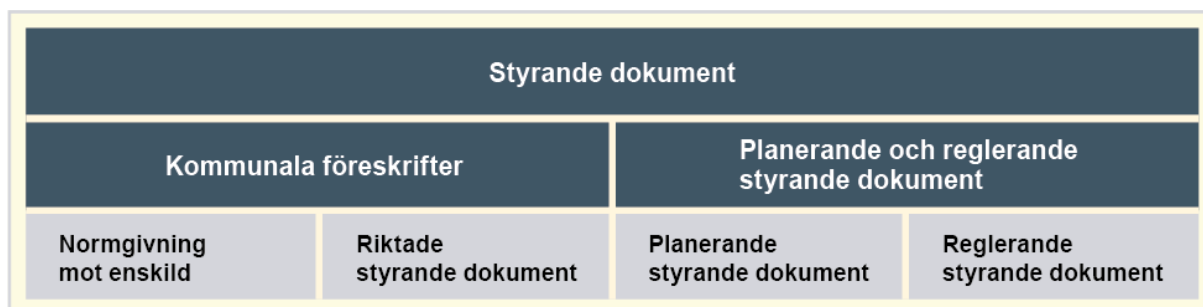 Styrande dokument
Kommunala föreskrifter
Planerande och reglerande
styrande dokument
Normgivning
mot enskild
Riktade
styrande dokument
Planerande
styrande dokument
Reglerande
styrande dokument